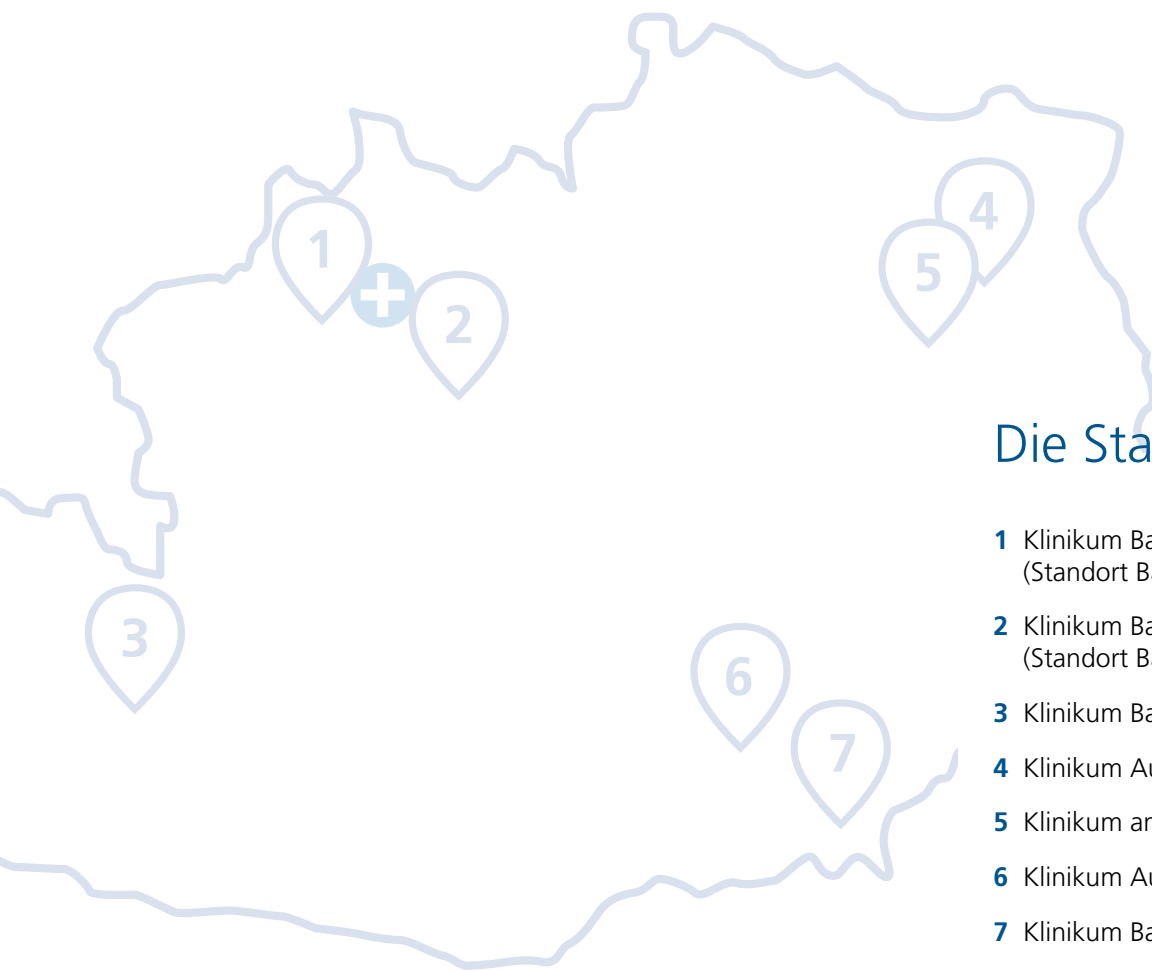 1
2
3
4
5
6
7
Die Sta
1 Klinikum Ba
(Standort Ba
2 Klinikum Ba
(Standort Ba
3 Klinikum Ba
4 Klinikum Au
5 Klinikum an
6 Klinikum Au
7 Klinikum Ba